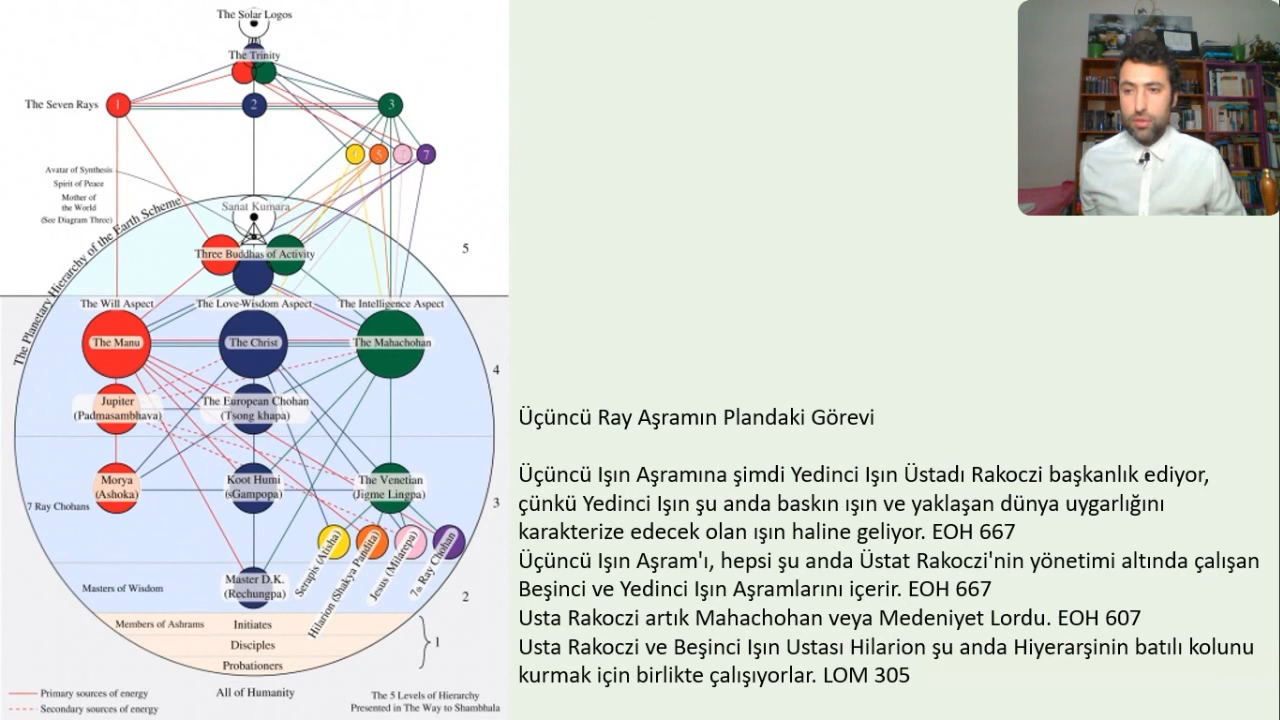 The Solar Logos
The Trinity
The Seven Rays
1
2
3
4
5
7
Avatar of Synthesis
Spirit of Peace
Mother of
the World
(See Diagram Three)
The Planetary Hierarchy of the Earth Scheme
Sanat Kumara
Three Buddhas of Activity
5
The Will Aspect
The Love-Wisdom Aspect
The Intelligence Aspect
The Manu
The Christ
The Mahachohan
4
Jupiter
(Padmasambhava)
The European Chohan
(Tsong khapa)
Morya
(Ashoka)
Koot Humi
(sGampopa)
The Venetian
(Jigme Lingpa)
7 Ray Chohans
3
Serapis (Atisha)
Hilarion (Shakya Pandita)
Jesus (Milarepa)
7th Ray Chohan
Masters of Wisdom
Master D.K.
(Rechungpa)
2
Members of Ashrams
Initiates
Disciples
Probationers
1
All of Humanity
Primary sources of energy
Secondary sources of energy
The 5 Levels of Hierarchy
Presented in The Way to Shambhala
Üçüncü Ray Aşramın Plandaki Görevi
Üçüncü Işın Aşramına şimdi Yedinci Işın Üstadı Rakoczi başkanlık ediyor,
çünkü Yedinci Işın şu anda baskın ışın ve yaklaşan dünya uygarlığını
karakterize edecek olan ışın haline geliyor. EOH 667
Üçüncü Işın Aşram'ı, hepsi şu anda Üstat Rakoczi'nin yönetimi altında çalışan
Beşinci ve Yedinci Işın Aşramlarını içerir. EOH 667
Usta Rakoczi artık Mahachohan veya Medeniyet Lordu. EOH 607
Usta Rakoczi ve Beşinci Işın Ustası Hilarion şu anda Hiyerarşinin batılı kolunu
kurmak için birlikte çalışıyorlar. LOM 305